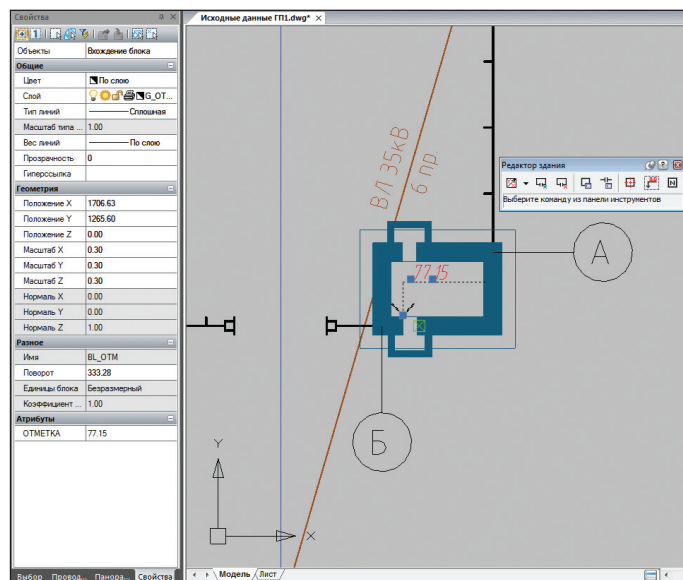 Свойства
Исходные данные ГП1.dwg*
Объекты Вхождение блока
Общие
Цвет По слою
Слой G_OT...
Тип линий Сплошная
Масштаб типа ... 1.00
Вес линий По слою
Прозрачность 0
Гиперссылка
Геометрия
Положение X 1706.63
Положение Y 1265.60
Положение Z 0.00
Масштаб X 0.30
Масштаб Y 0.30
Масштаб Z 0.30
Нормаль X 0.00
Нормаль Y 0.00
Нормаль Z 1.00
Разное
Имя BL_OTM
Поворот 333.28
Единицы блока Безразмерный
Коэффициент ... 1.00
Атрибуты
ОТМЕТКА 77.15
Выбор Провод... Панора... Свойства
ВЛ 35кВ
6 пр.
Редактор здания
Выберите команду из панели инструментов
А
77.15
Б
Y
X
Модель Лист